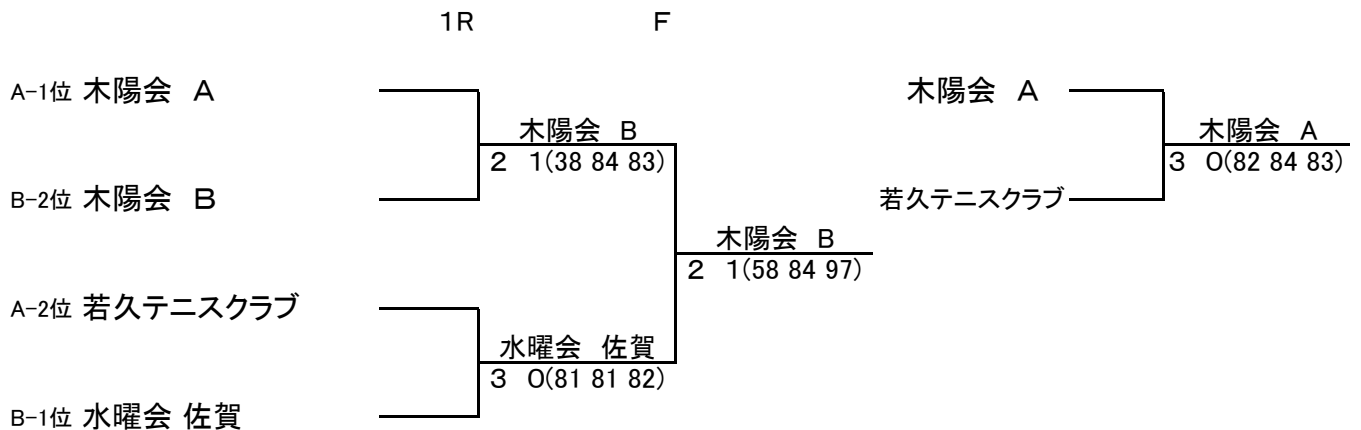 1R F
A-1位 木陽会 A 木陽会 A
木陽会 B 木陽会 A
2 1(38 84 83) 3 0(82 84 83)
B-2位 木陽会 B 若久テニスクラブ
木陽会 B
2 1(58 84 97)
A-2位 若久テニスクラブ
水曜会 佐賀
3 0(81 81 82)
B-1位 水曜会 佐賀